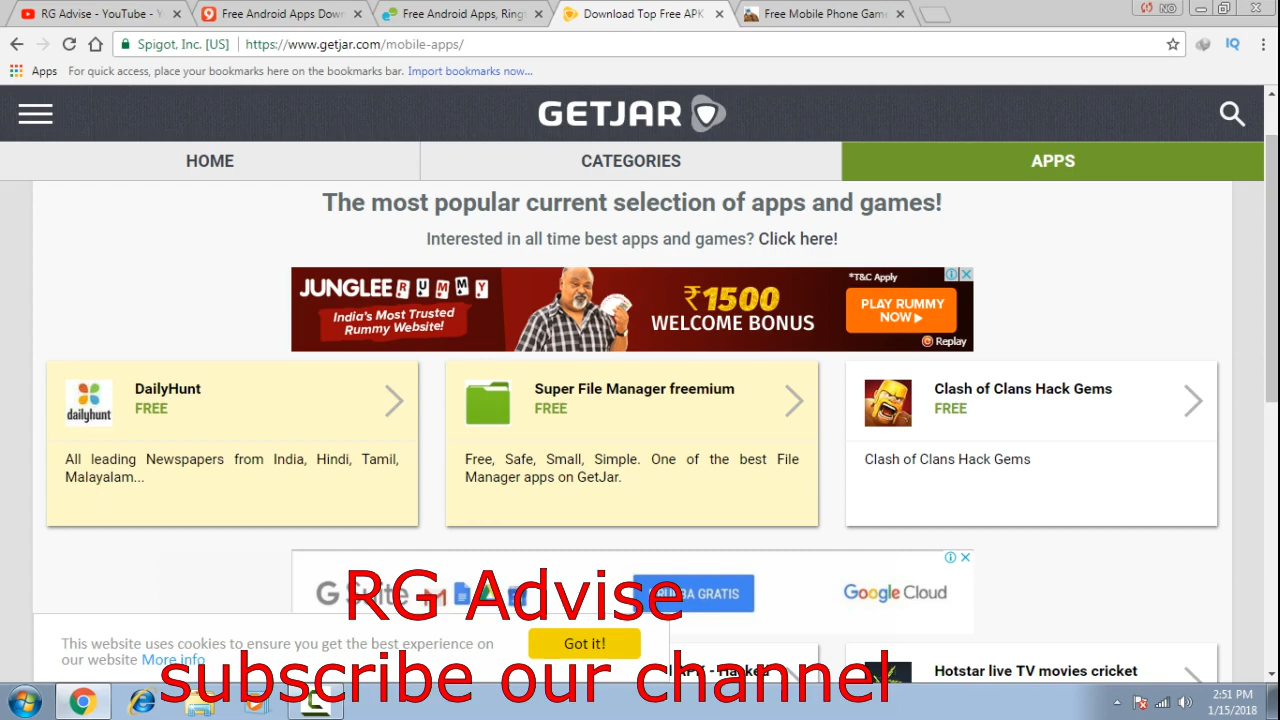 RG Advise - YouTube - Y
Free Android Apps Down
Free Android Apps, Ringt
Download Top Free APK
Free Mobile Phone Gam
NO
Spigot, Inc. [US] https://www.getjar.com/mobile-apps/
IQ
Apps For quick access, place your bookmarks here on the bookmarks bar. Import bookmarks now...
GETJAR
HOME CATEGORIES APPS
The most popular current selection of apps and games!
Interested in all time best apps and games? Click here!
JUNGLEE RUMMY
India's Most Trusted
Rummy Website!
₹1500
WELCOME BONUS
*T&C Apply
PLAY RUMMY
NOW
Replay
DailyHunt
FREE
dailyhunt
All leading Newspapers from India, Hindi, Tamil,
Malayalam...
Super File Manager freemium
FREE
Free, Safe, Small, Simple. One of the best File
Manager apps on GetJar.
Clash of Clans Hack Gems
FREE
Clash of Clans Hack Gems
G Suite
GRATIS
Google Cloud
RG Advise
This website uses cookies to ensure you get the best experience on
our website More info
Got it!
APK - Hacked
Hotstar live TV movies cricket
subscribe our channel
2:51 PM
1/15/2018